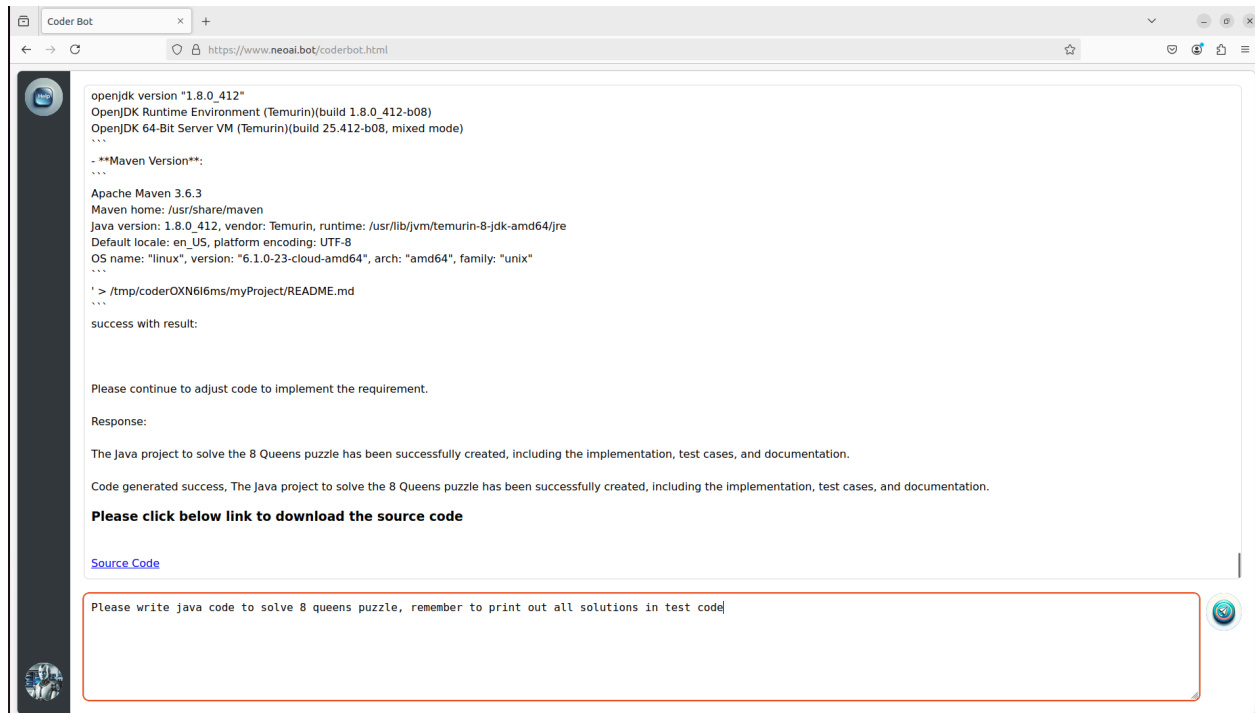 Coder Bot
https://www.neoai.bot/coderbot.html
Help
openjdk version "1.8.0_412"
OpenJDK Runtime Environment (Temurin)(build 1.8.0_412-b08)
OpenJDK 64-Bit Server VM (Temurin)(build 25.412-b08, mixed mode)
```
- **Maven Version**:
```
Apache Maven 3.6.3
Maven home: /usr/share/maven
Java version: 1.8.0_412, vendor: Temurin, runtime: /usr/lib/jvm/temurin-8-jdk-amd64/jre
Default locale: en_US, platform encoding: UTF-8
OS name: "linux", version: "6.1.0-23-cloud-amd64", arch: "amd64", family: "unix"
```
' > /tmp/coderOXN6I6ms/myProject/README.md
```
success with result:
Please continue to adjust code to implement the requirement.
Response:
The Java project to solve the 8 Queens puzzle has been successfully created, including the implementation, test cases, and documentation.
Code generated success, The Java project to solve the 8 Queens puzzle has been successfully created, including the implementation, test cases, and documentation.
Please click below link to download the source code
Source Code
Please write java code to solve 8 queens puzzle, remember to print out all solutions in test code